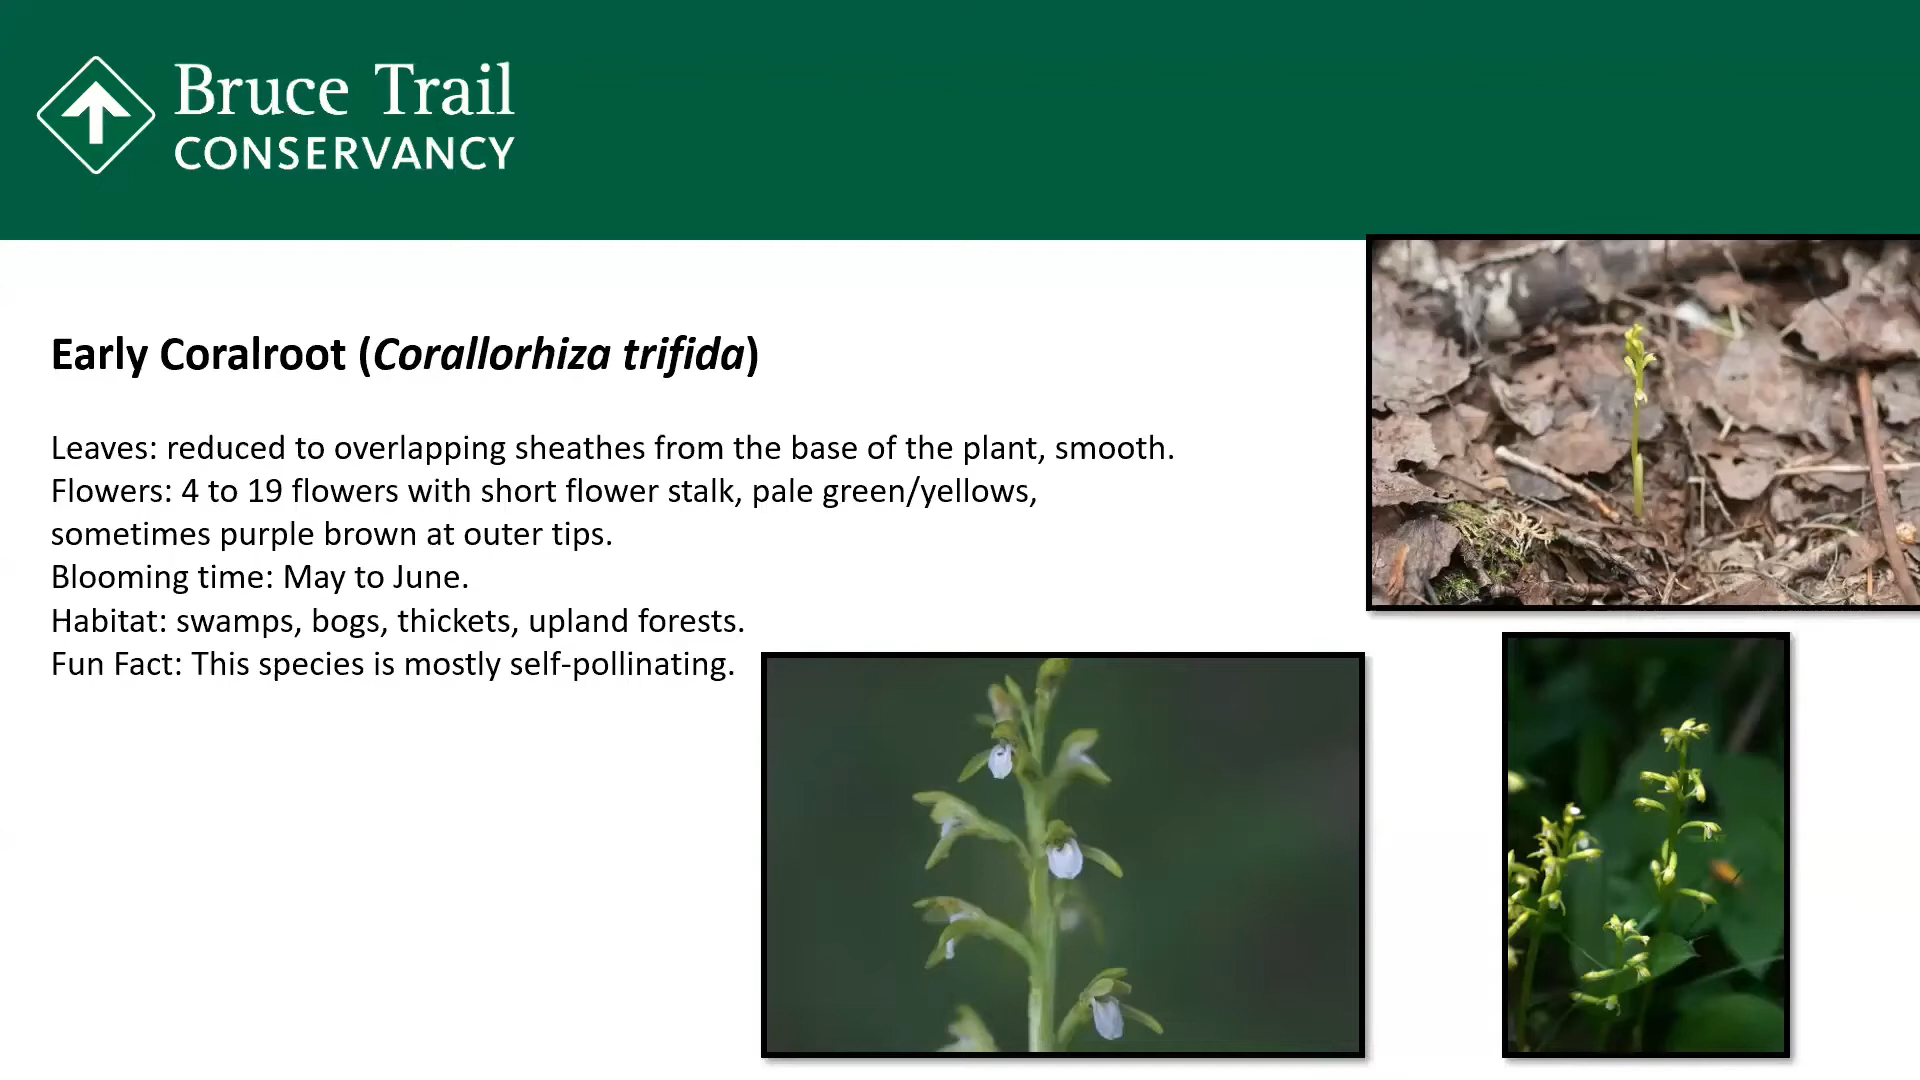 Bruce Trail
CONSERVANCY
Early Coralroot (Corallorhiza trifida)
Leaves: reduced to overlapping sheathes from the base of the plant, smooth.
Flowers: 4 to 19 flowers with short flower stalk, pale green/yellows,
sometimes purple brown at outer tips.
Blooming time: May to June.
Habitat: swamps, bogs, thickets, upland forests.
Fun Fact: This species is mostly self-pollinating.